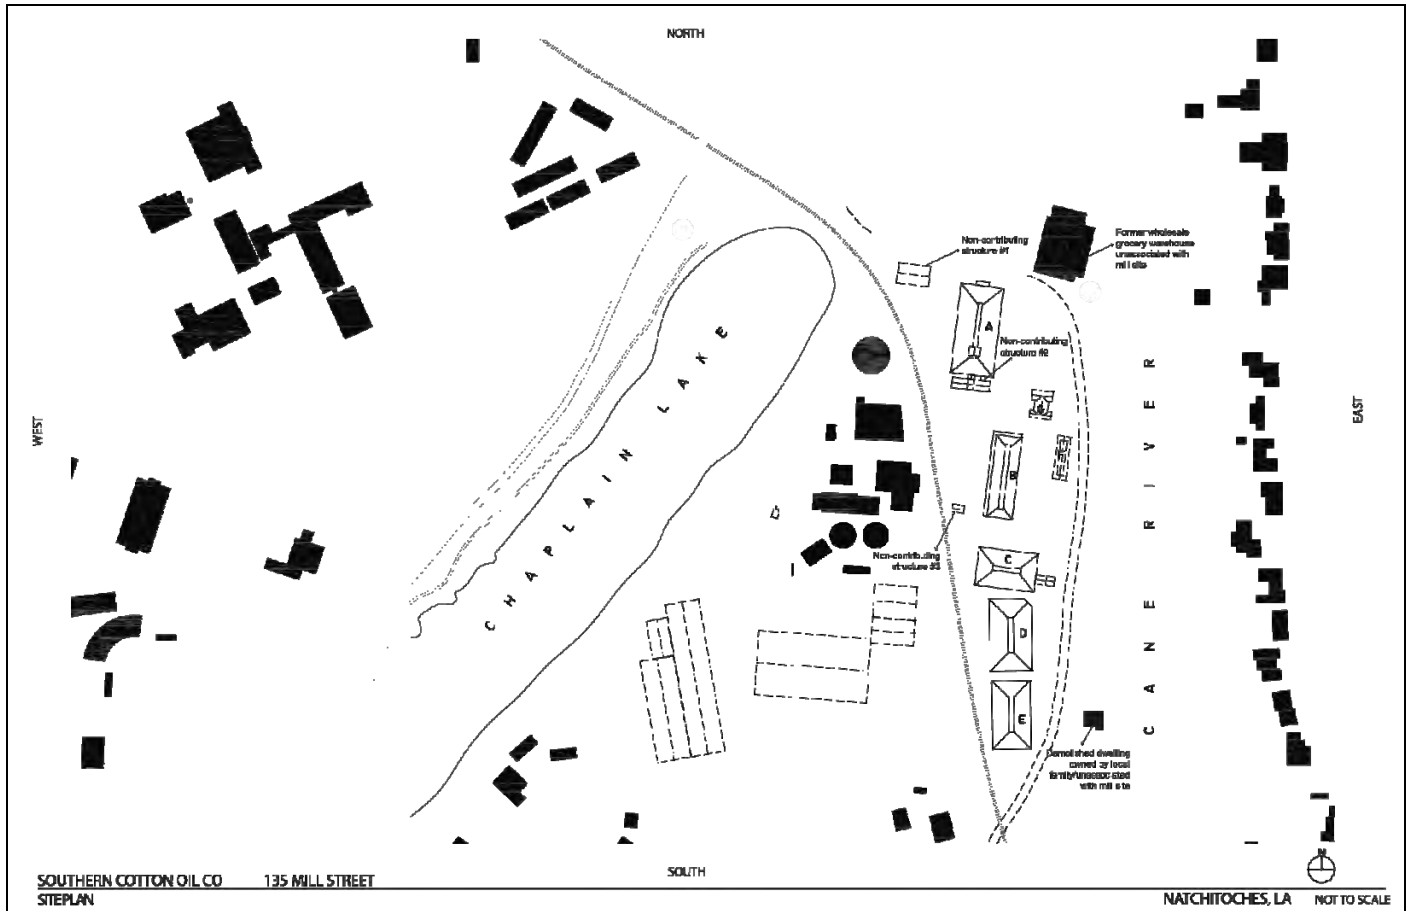 NORTH
Non-contributing
structure #1
Former wholesale
grocery warehouse
unassociated with
mill site
A
Non-contributing
structure #2
CHAPLAIN LAKE
CANE RIVER
WEST
EAST
B
Non-contributing
structure #3
C
D
E
Demolished dwelling
owned by local
family/unassociated
with mill site
SOUTH
N
SOUTHERN COTTON OIL CO 135 MILL STREET
SITEPLAN
NATCHITOCHES, LA NOT TO SCALE